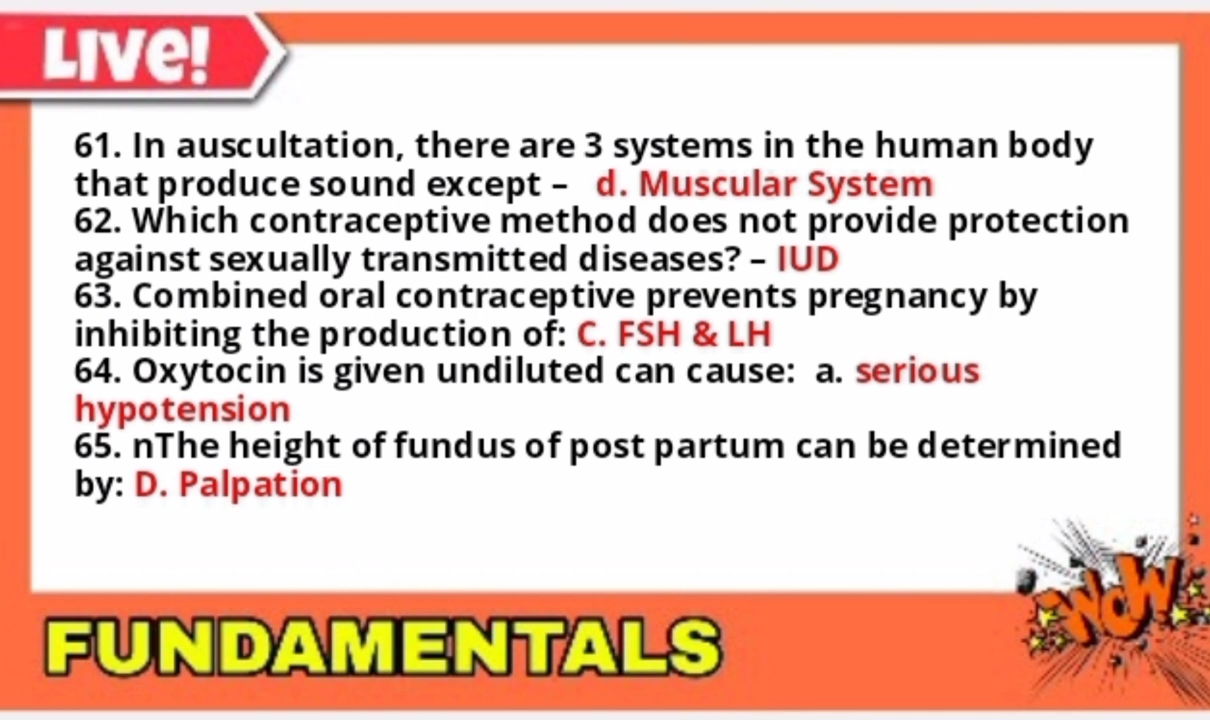 LIVe!
61. In auscultation, there are 3 systems in the human body
that produce sound except – d. Muscular System
62. Which contraceptive method does not provide protection
against sexually transmitted diseases? – IUD
63. Combined oral contraceptive prevents pregnancy by
inhibiting the production of: C. FSH & LH
64. Oxytocin is given undiluted can cause: a. serious
hypotension
65. nThe height of fundus of post partum can be determined
by: D. Palpation
WOW
FUNDAMENTALS